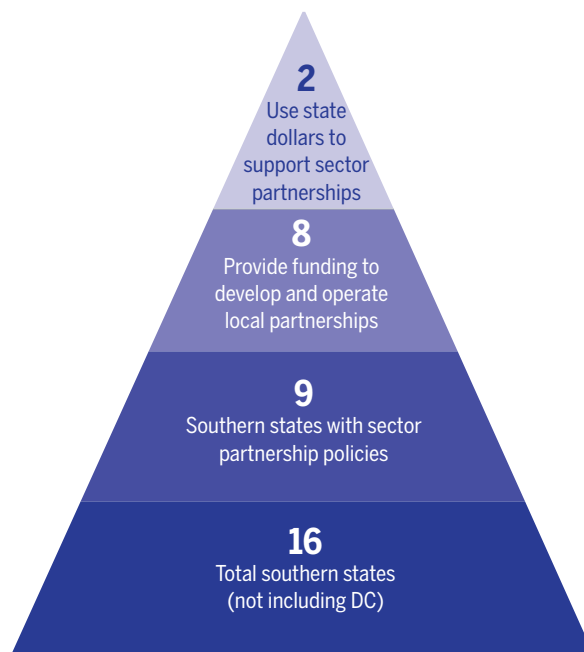 2
Use state
dollars to
support sector
partnerships
8
Provide funding to
develop and operate
local partnerships
9
Southern states with sector
partnership policies
16
Total southern states
(not including DC)